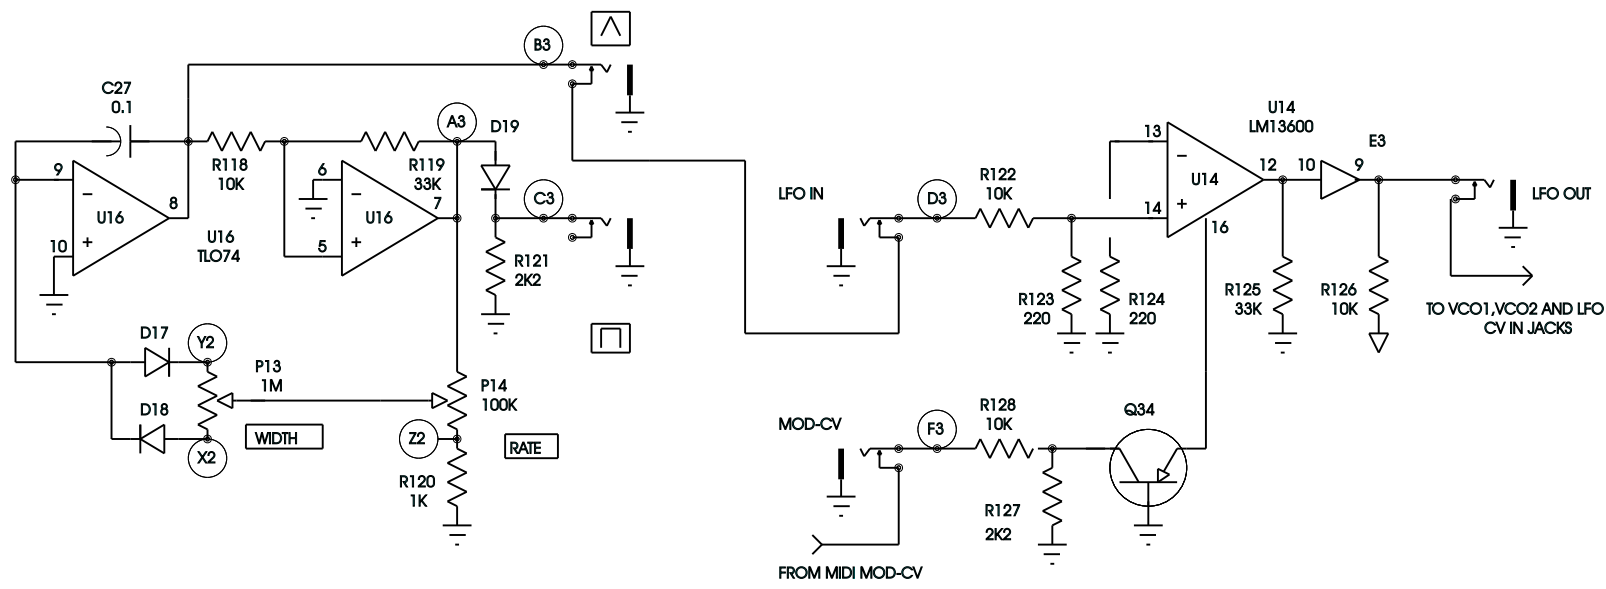 B3
C27
0.1
A3
D19
R118
10K
R119
33K
9
8
10
U16
U16
TLO74
6
5
7
U16
C3
R121
2K2
D17
Y2
P13
1M
D18
X2
WIDTH
P14
100K
Z2
RATE
R120
1K
LFO IN
D3
R122
10K
R123
220
R124
220
U14
LM13600
13
14
U14
12
16
10
9
E3
LFO OUT
R125
33K
R126
10K
TO VCO1,VCO2 AND LFO
CV IN JACKS
MOD-CV
F3
R128
10K
R127
2K2
Q34
FROM MIDI MOD-CV